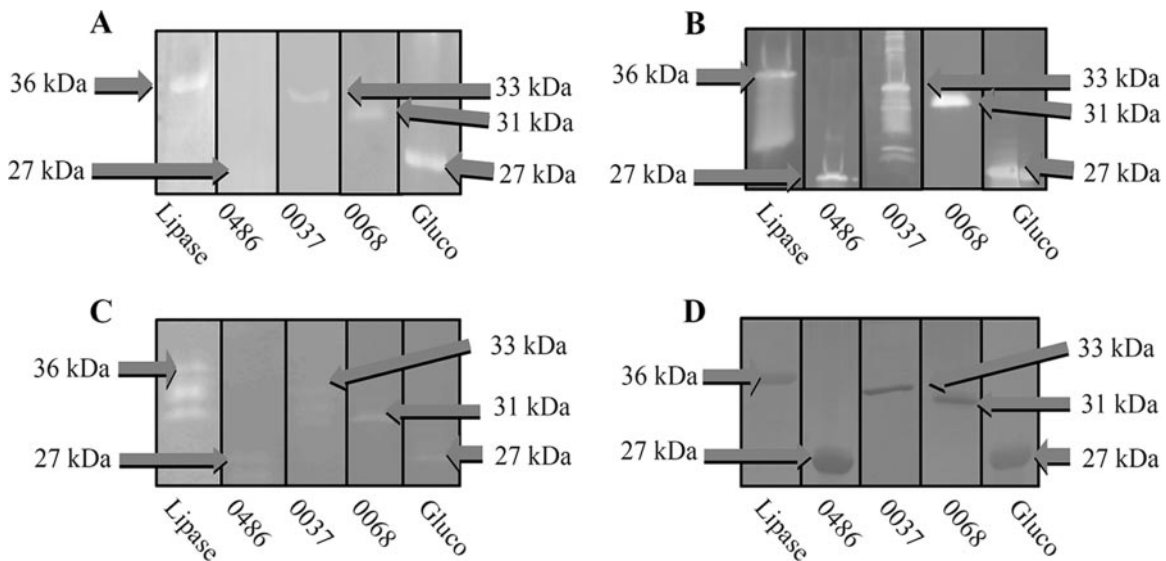 A
36 kDa
33 kDa
31 kDa
27 kDa
27 kDa
Lipase
0486
0037
0068
Gluco
B
36 kDa
33 kDa
31 kDa
27 kDa
27 kDa
Lipase
0486
0037
0068
Gluco
C
36 kDa
33 kDa
31 kDa
27 kDa
27 kDa
Lipase
0486
0037
0068
Gluco
D
36 kDa
33 kDa
31 kDa
27 kDa
27 kDa
Lipase
0486
0037
0068
Gluco